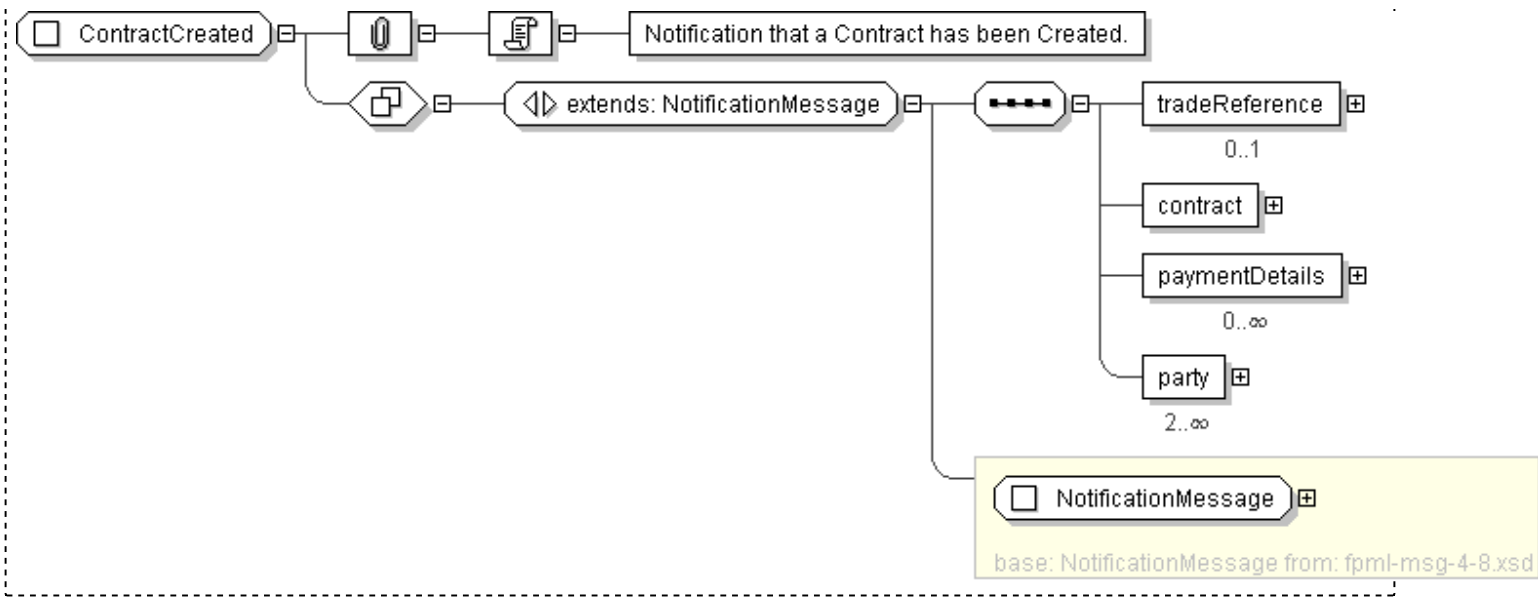 ContractCreated
Notification that a Contract has been Created.
extends: NotificationMessage
tradeReference
0..1
contract
paymentDetails
0..∞
party
2..∞
NotificationMessage
base: NotificationMessage from: fpml-msg-4-8.xsd